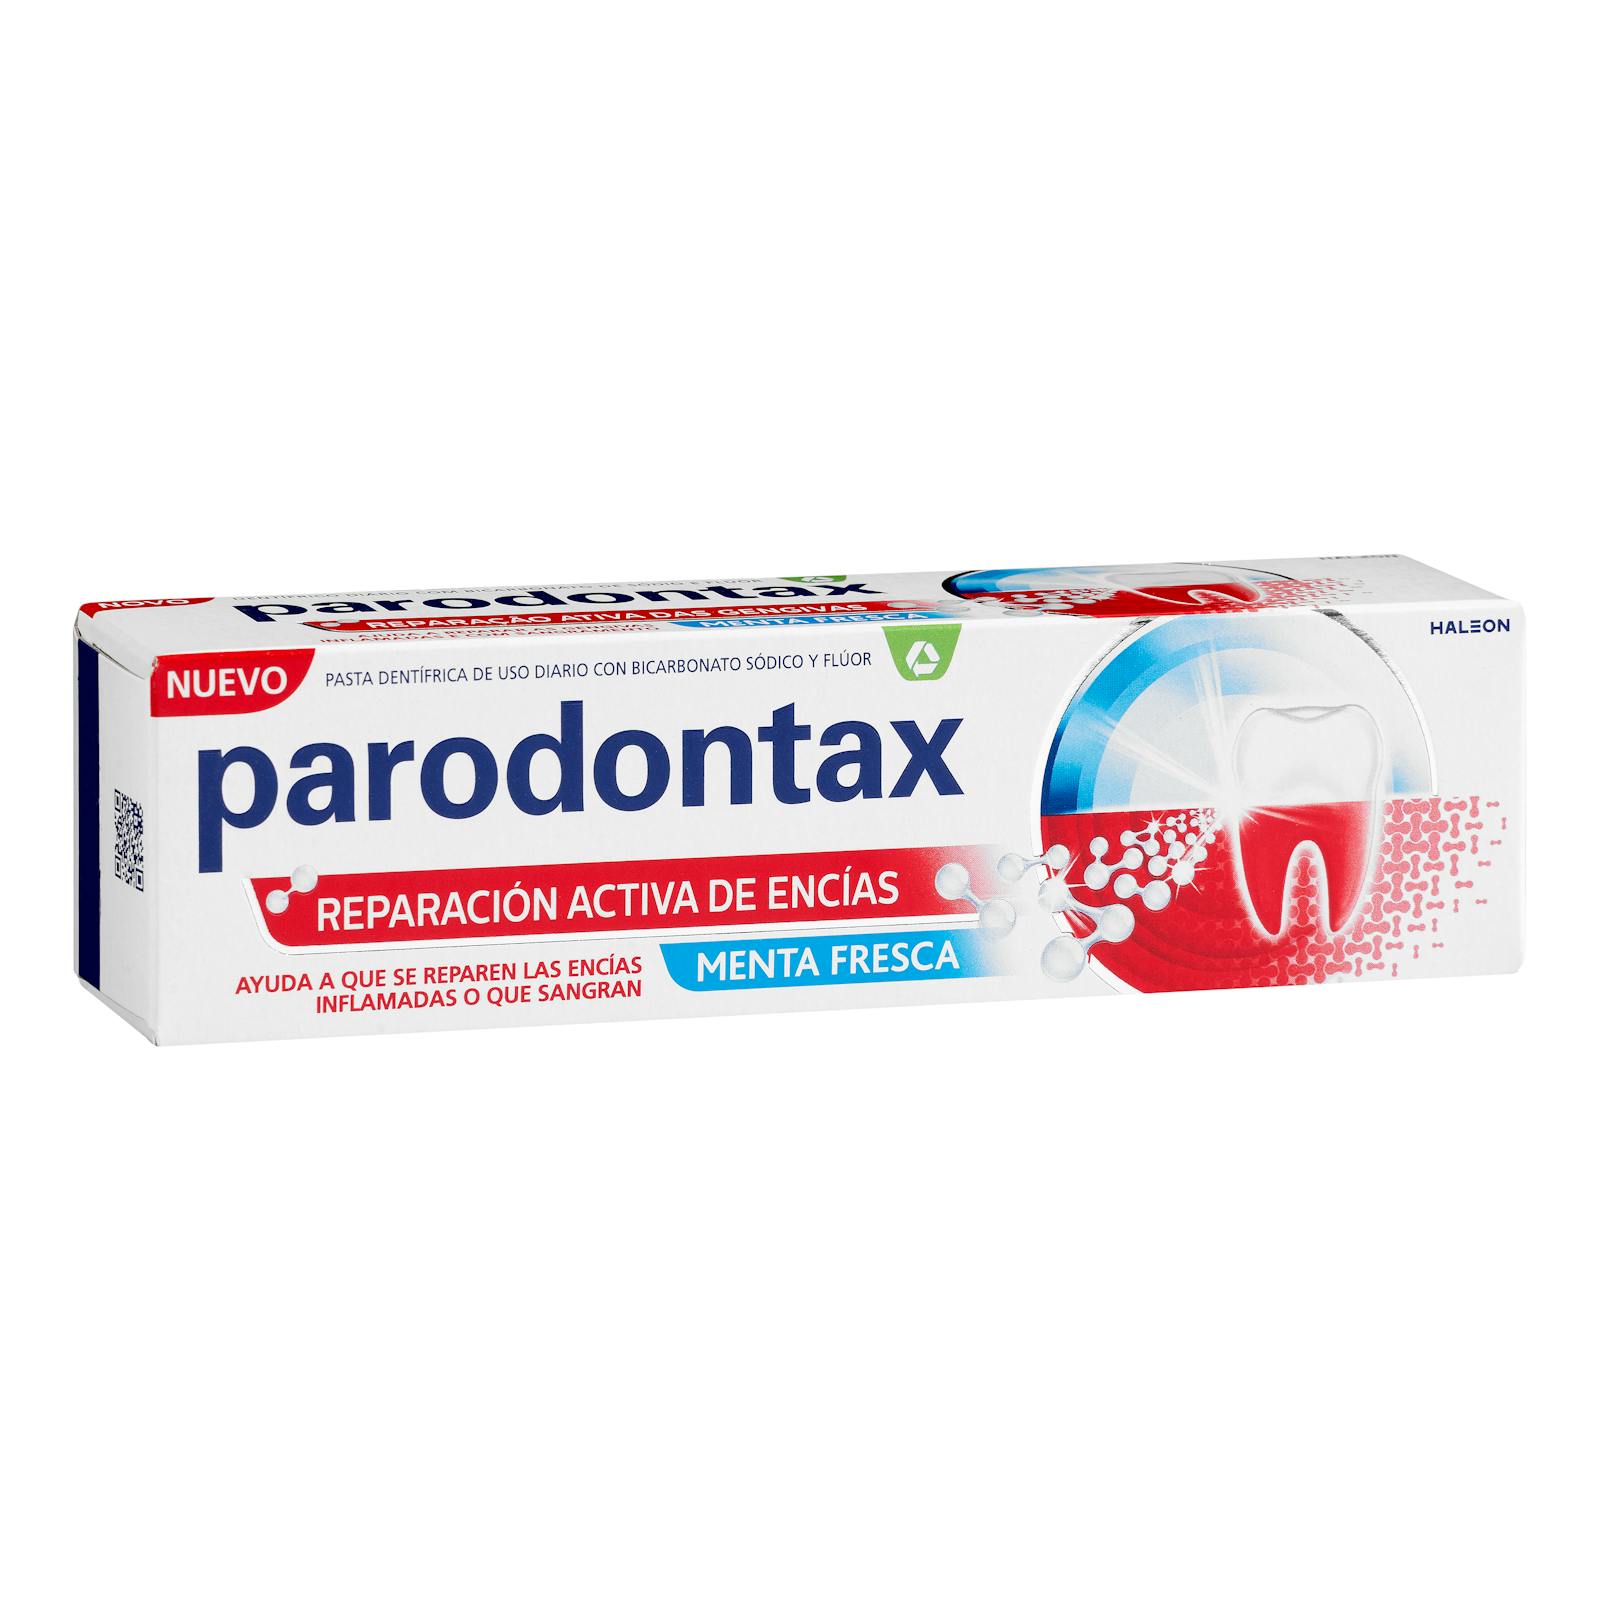 HALEON
NOVO
parodontax
REPARAÇÃO ATIVA DAS GENGIVAS
MENTA FRESCA
HALEON
NUEVO
PASTA DENTÍFRICA DE USO DIARIO CON BICARBONATO SÓDICO Y FLÚOR
parodontax
REPARACIÓN ACTIVA DE ENCÍAS
MENTA FRESCA
AYUDA A QUE SE REPAREN LAS ENCÍAS
INFLAMADAS O QUE SANGRAN